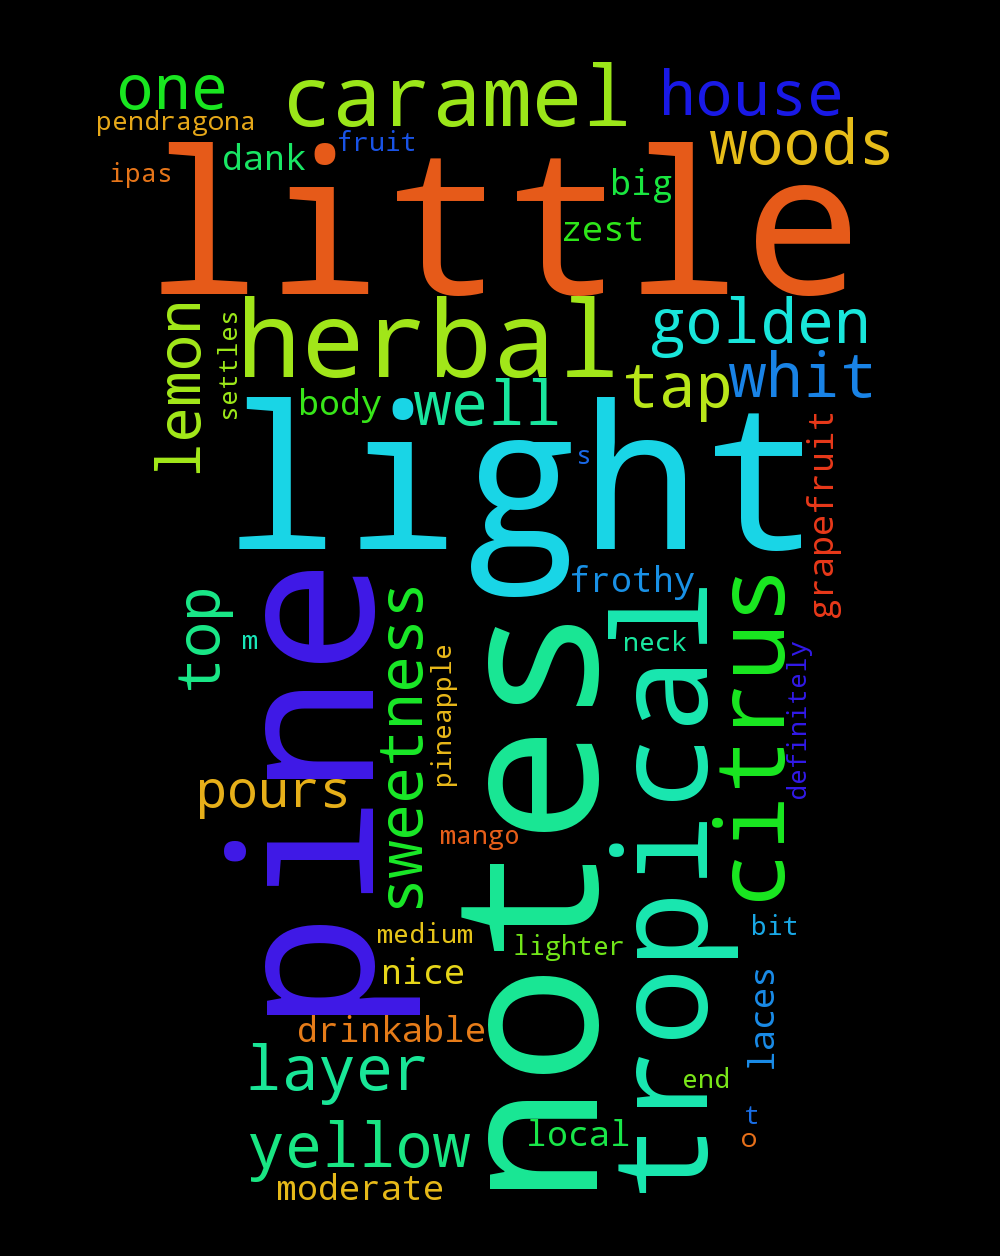 one
caramel
house
pendragona
fruit
woods
dank
ipas
little
big
zest
lemon
settles
herbal
golden
tap
whit
body
well
light
s
grapefruit
frothy
top
m
pine
sweetness
pineapple
notes
neck
tropical
citrus
definitely
pours
mango
medium
lighter
bit
nice
laces
drinkable
layer
end
yellow
local
t
o
moderate